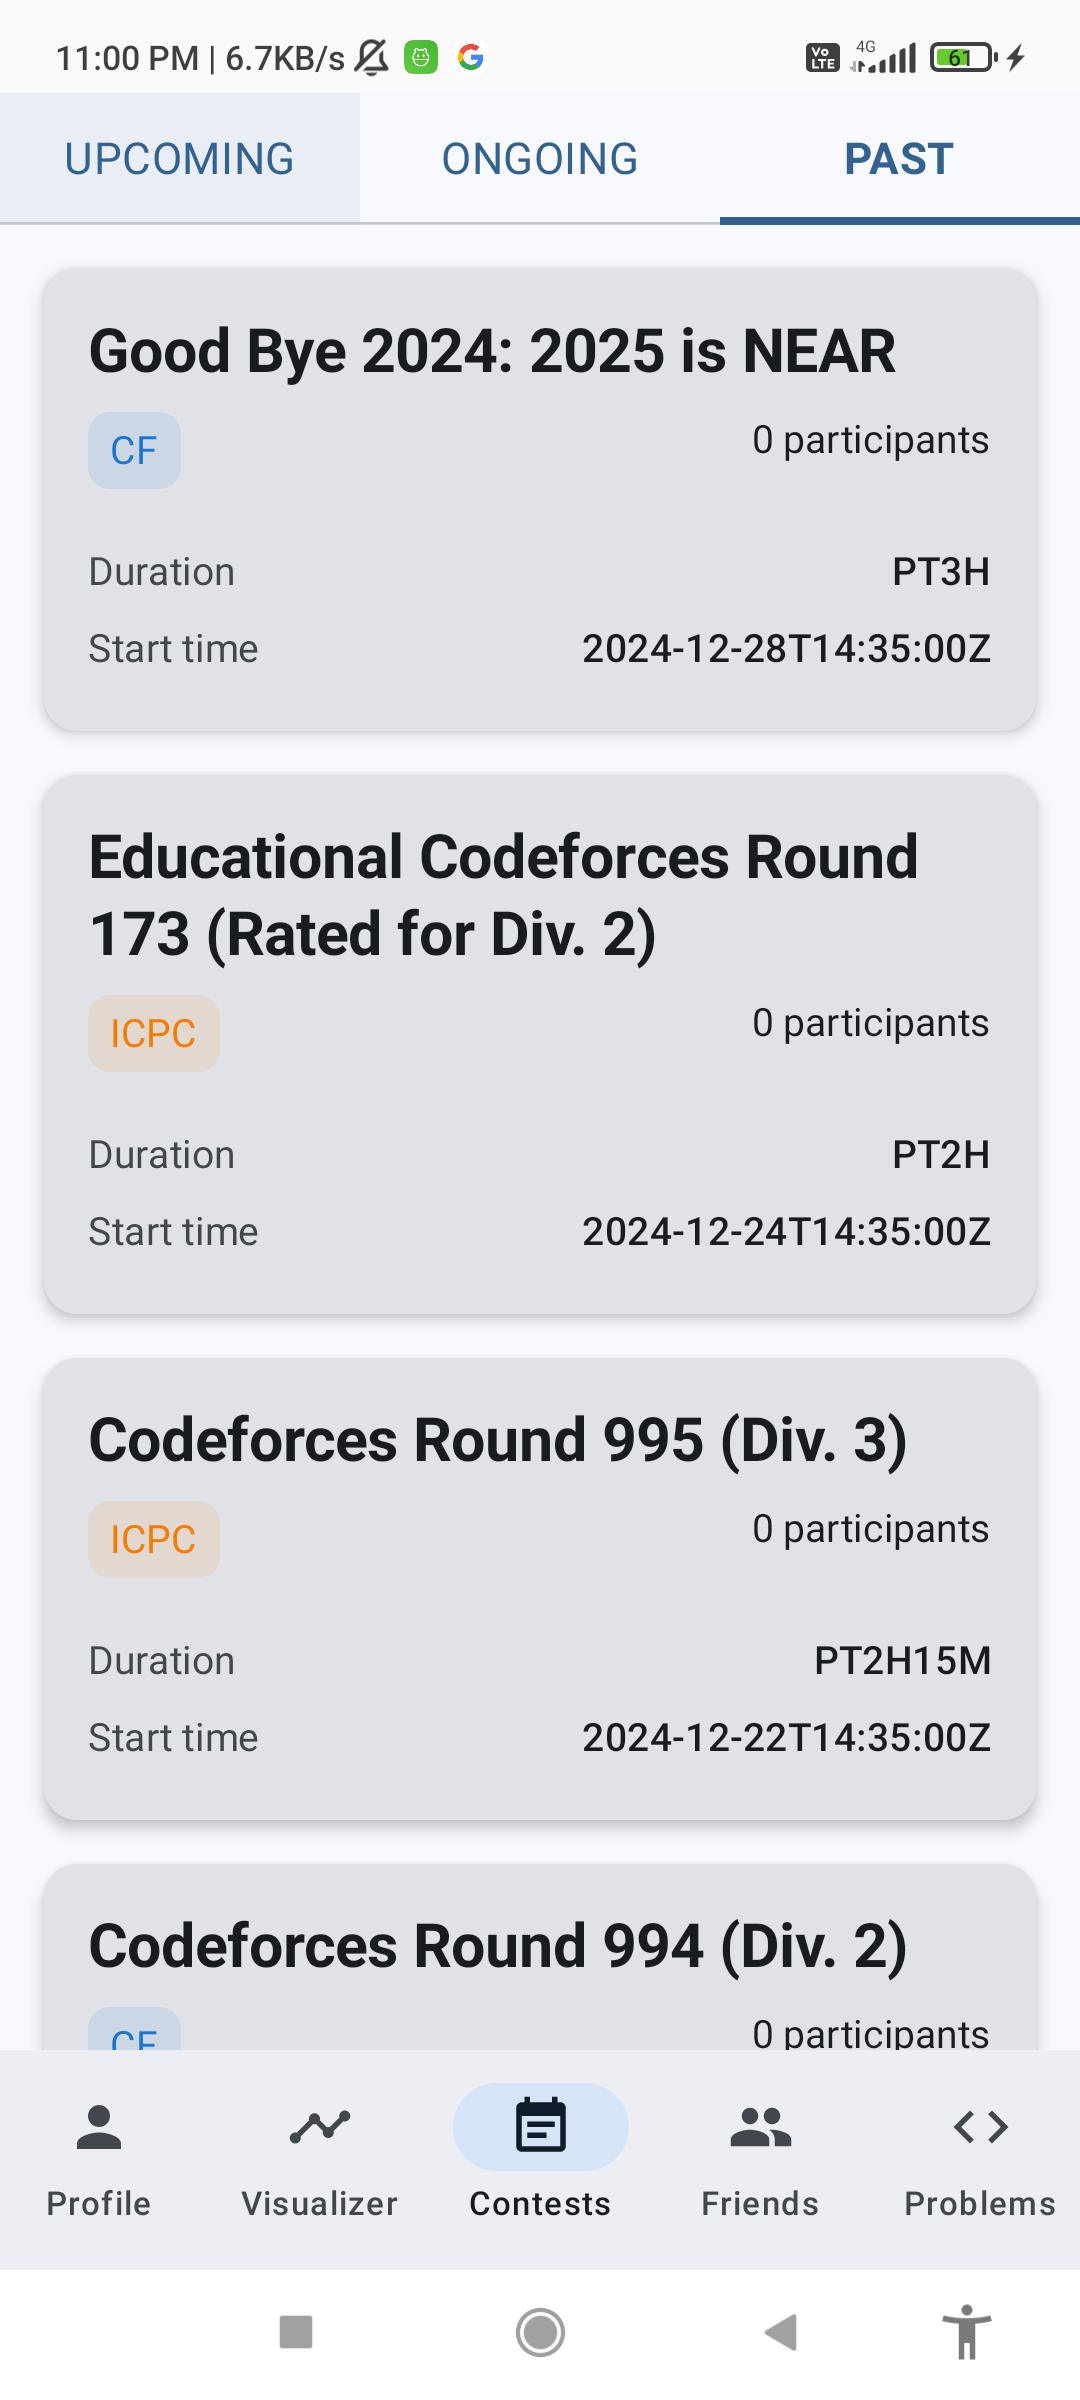 11:00 PM | 6.7KB/s
Vo LTE 4G 61
UPCOMING ONGOING PAST
Good Bye 2024: 2025 is NEAR
CF 0 participants
Duration PT3H
Start time 2024-12-28T14:35:00Z
Educational Codeforces Round
173 (Rated for Div. 2)
ICPC 0 participants
Duration PT2H
Start time 2024-12-24T14:35:00Z
Codeforces Round 995 (Div. 3)
ICPC 0 participants
Duration PT2H15M
Start time 2024-12-22T14:35:00Z
Codeforces Round 994 (Div. 2)
CF 0 participants
Profile Visualizer Contests Friends Problems